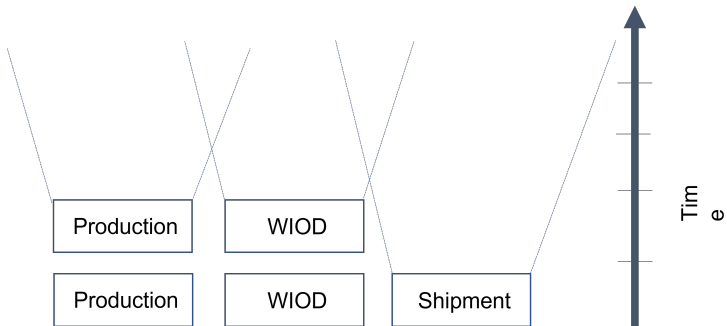 Production
WIOD
Production
WIOD
Shipment
Tim
e